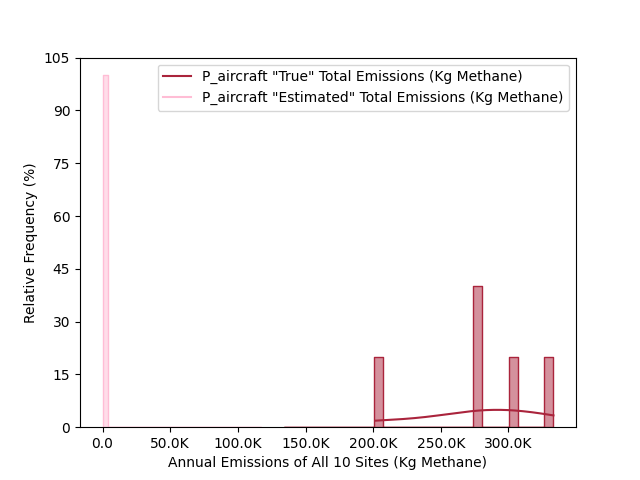 105
90
75
60
45
30
15
0
Relative Frequency (%)
P_aircraft "True" Total Emissions (Kg Methane)
P_aircraft "Estimated" Total Emissions (Kg Methane)
0.0 50.0K 100.0K 150.0K 200.0K 250.0K 300.0K
Annual Emissions of All 10 Sites (Kg Methane)